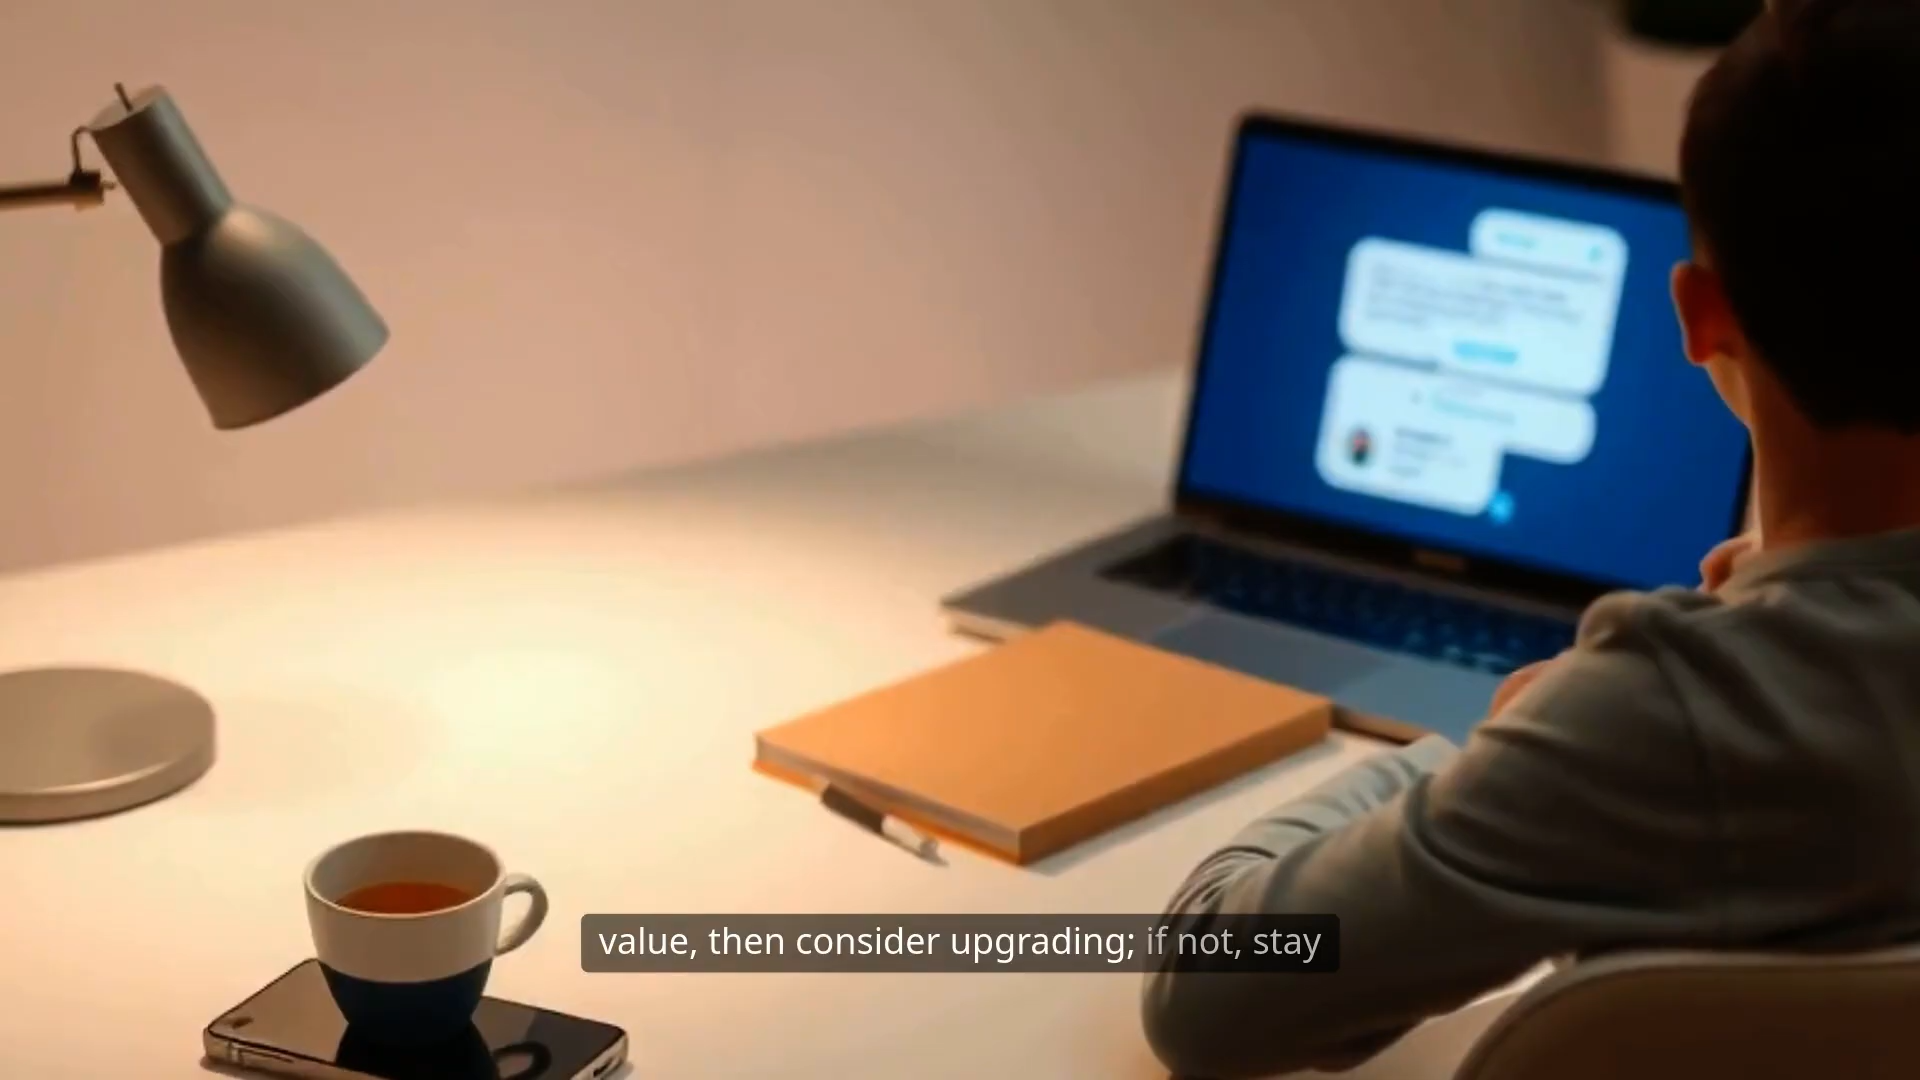 value, then consider upgrading; if not, stay